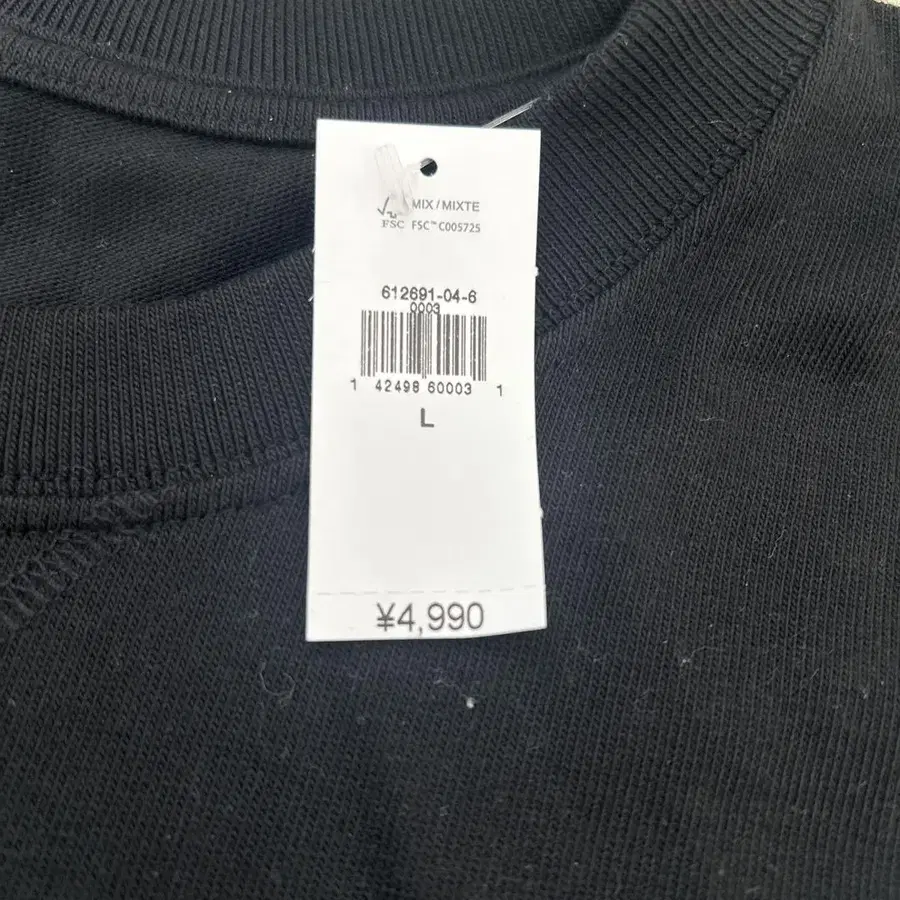 MIX / MIXTE
FSC FSC™ C005725
612691-04-6
0003
1 42498 60003 1
L
¥4,990